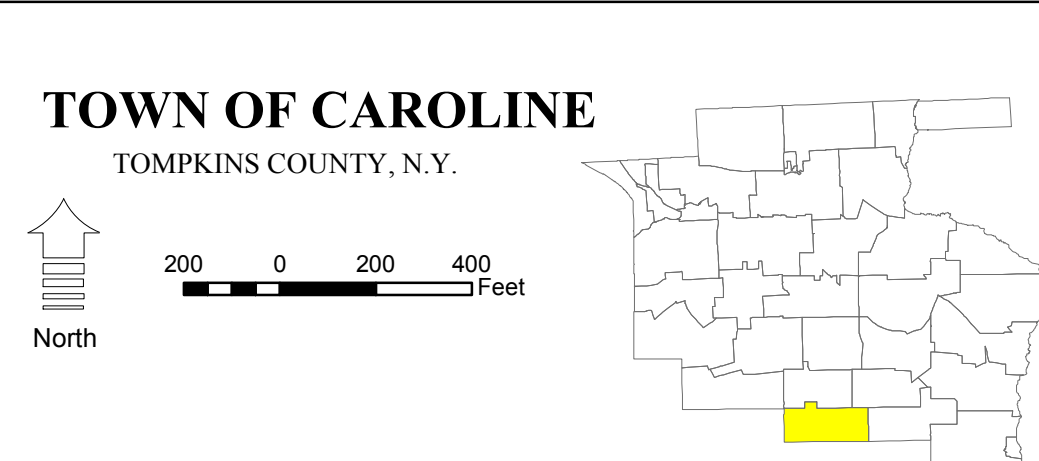 TOWN OF CAROLINE
TOMPKINS COUNTY, N.Y.
200 0 200 400
Feet
North